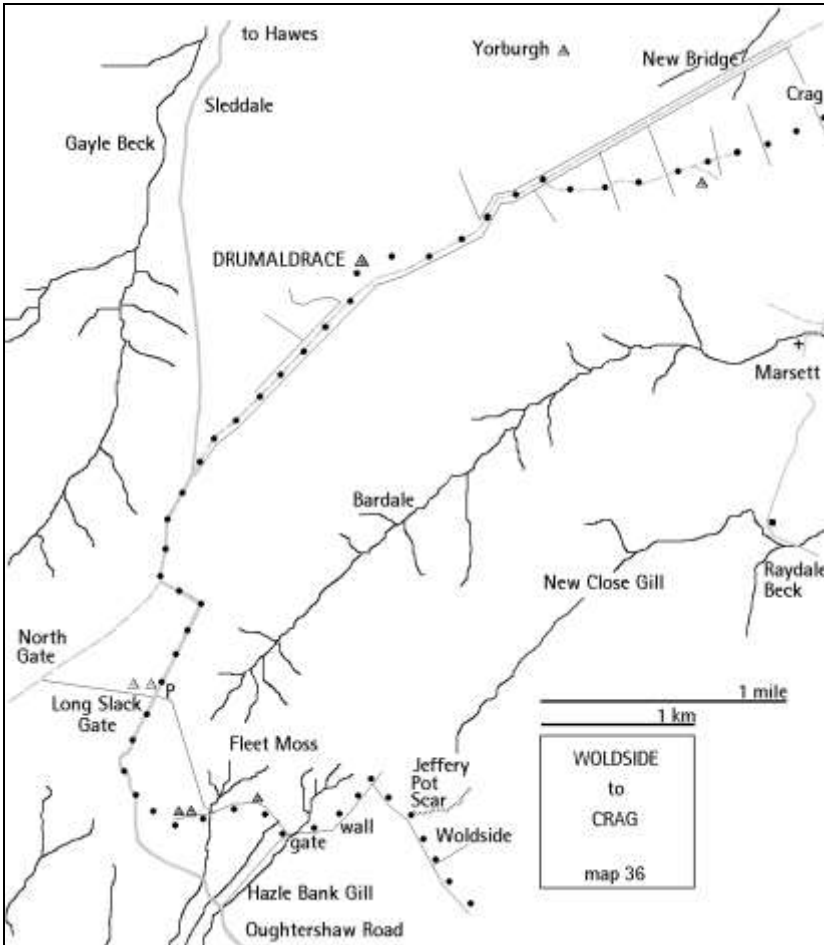 to Hawes
Yorburgh
New Bridge
Crag
Sleddale
Gayle Beck
DRUMALDRACE
Marsett
Bardale
New Close Gill
Raydale
Beck
North
Gate
P
Long Slack
Gate
1 mile
1 km
Fleet Moss
Jeffery
Pot
Scar
WOLDSIDE
to
CRAG
map 36
wall
gate
Woldside
Hazle Bank Gill
Oughtershaw Road